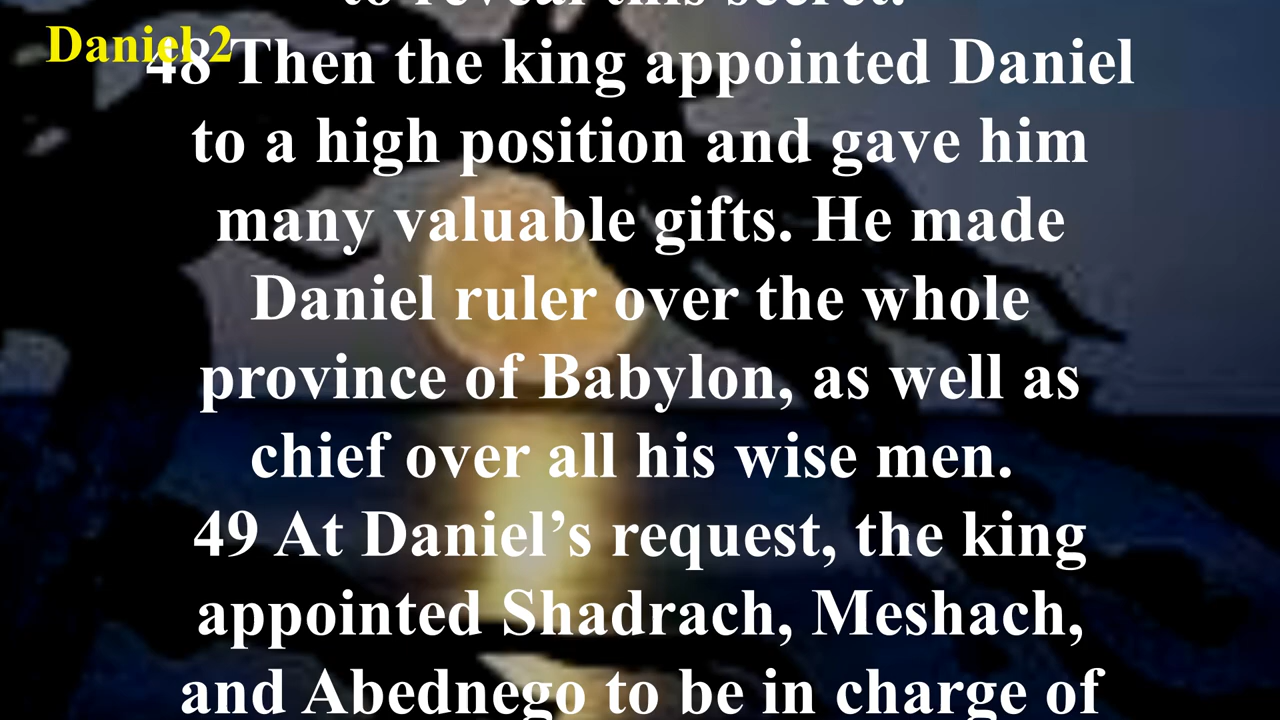 to reveal this secret."
Daniel 2
48 Then the king appointed Daniel
to a high position and gave him
many valuable gifts. He made
Daniel ruler over the whole
province of Babylon, as well as
chief over all his wise men.
49 At Daniel’s request, the king
appointed Shadrach, Meshach,
and Abednego to be in charge of